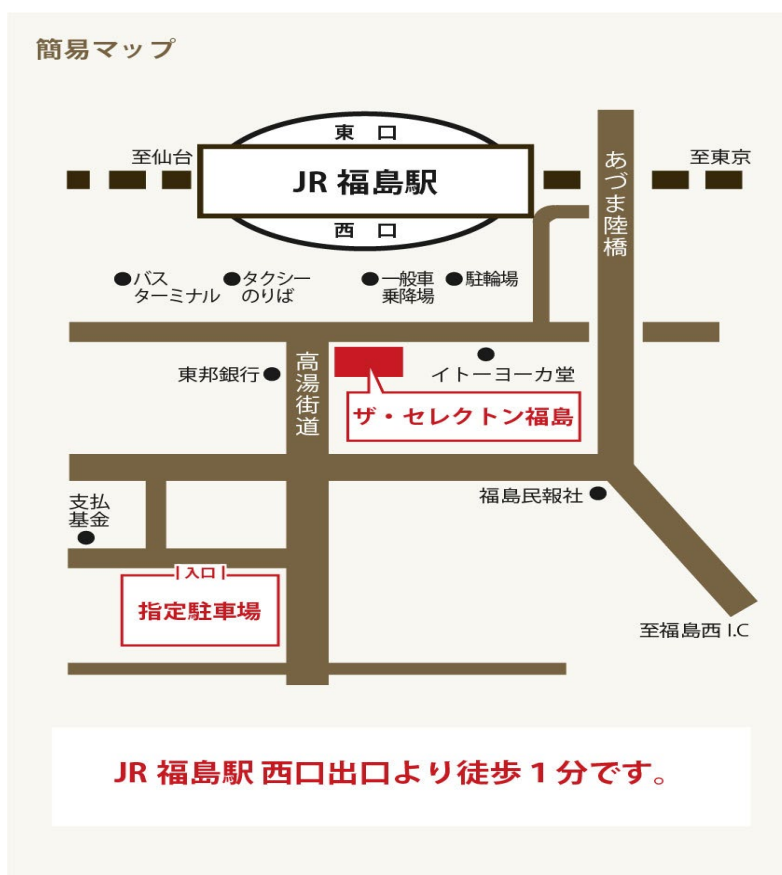 簡易マップ
東 口
至仙台
JR 福島駅
至東京
西 口
あづま陸橋
●バス
ターミナル
●タクシー
のりば
●一般車
乗降場
●駐輪場
東邦銀行●
高湯街道
イトーヨーカ堂
ザ・セレクトン福島
支払
基金
福島民報社●
入口
指定駐車場
至福島西 I.C
JR 福島駅 西口出口より徒歩 1 分です。